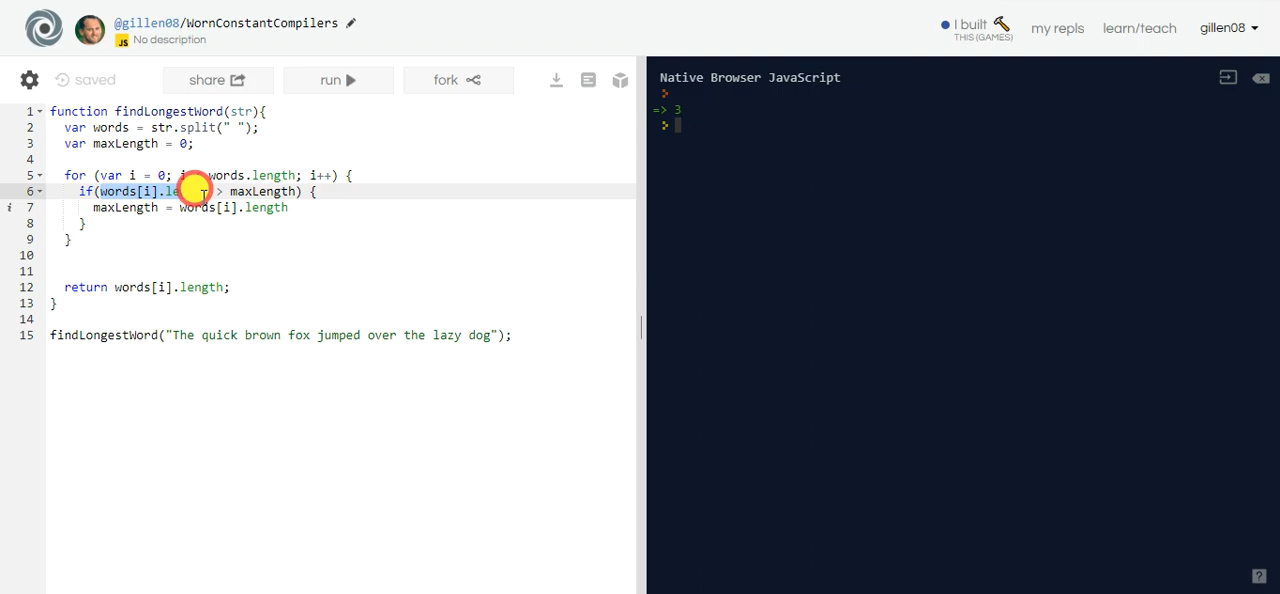 @gillen08/WornConstantCompilers
JS No description
I built
THIS (GAMES)
my repls
learn/teach
gillen08
saved
share
run
fork
1 function findLongestWord(str){
2 var words = str.split(" ");
3 var maxLength = 0;
4
5 for (var i = 0; i words.length; i++) {
6 if(words[i].le > maxLength) {
i 7 maxLength = words[i].length
8 }
9 }
10
11
12 return words[i].length;
13 }
14
15 findLongestWord("The quick brown fox jumped over the lazy dog");
Native Browser JavaScript
=> 3
?